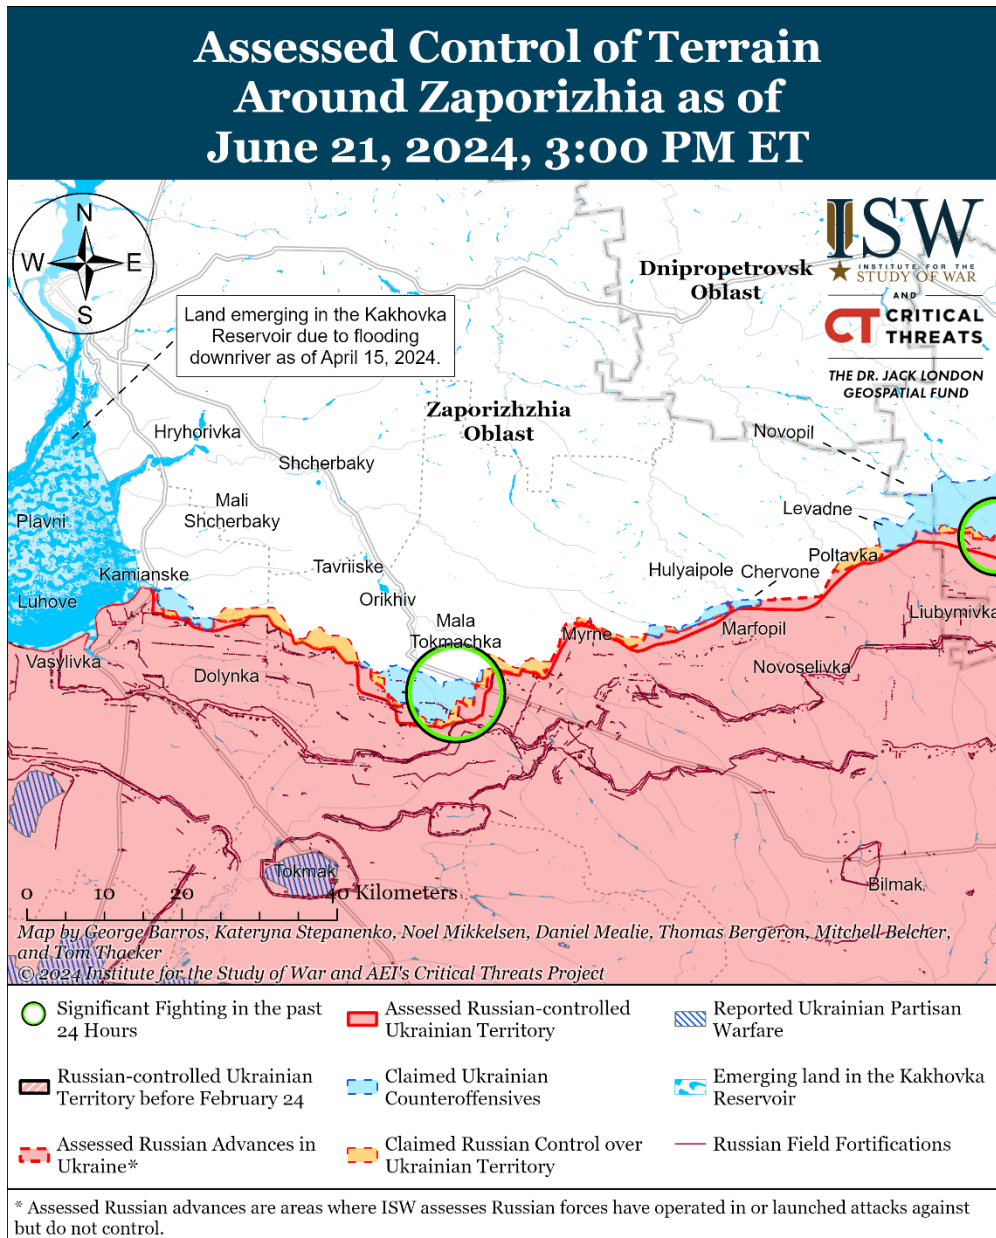 Assessed Control of Terrain
Around Zaporizhia as of
June 21, 2024, 3:00 PM ET
N
W
E
S
Land emerging in the Kakhovka
Reservoir due to flooding
downriver as of April 15, 2024.
Dnipropetrovsk
Oblast
ISW
INSTITUTE FOR THE
STUDY OF WAR
AND
CT CRITICAL
THREATS
THE DR. JACK LONDON
GEOSPATIAL FUND
Zaporizhzhia
Oblast
Hryhorivka
Novopil
Shcherbaky
Mali
Shcherbaky
Levadne
Plavni
Poltavka
Tavriiske
Kamianske
Hulyaipole
Chervone
Orikhiv
Luhove
Liubymivka
Mala
Tokmachka
Myrne
Marfopil
Vasylivka
Novoselivka
Dolynka
Tokmak
Bilmak
0 10 20 40 Kilometers
Map by George Barros, Kateryna Stepanenko, Noel Mikkelsen, Daniel Mealie, Thomas Bergeron, Mitchell Belcher,
and Tom Thacker
© 2024 Institute for the Study of War and AEI's Critical Threats Project
Significant Fighting in the past
24 Hours
Assessed Russian-controlled
Ukrainian Territory
Reported Ukrainian Partisan
Warfare
Russian-controlled Ukrainian
Territory before February 24
Claimed Ukrainian
Counteroffensives
Emerging land in the Kakhovka
Reservoir
Assessed Russian Advances in
Ukraine*
Claimed Russian Control over
Ukrainian Territory
Russian Field Fortifications
* Assessed Russian advances are areas where ISW assesses Russian forces have operated in or launched attacks against
but do not control.